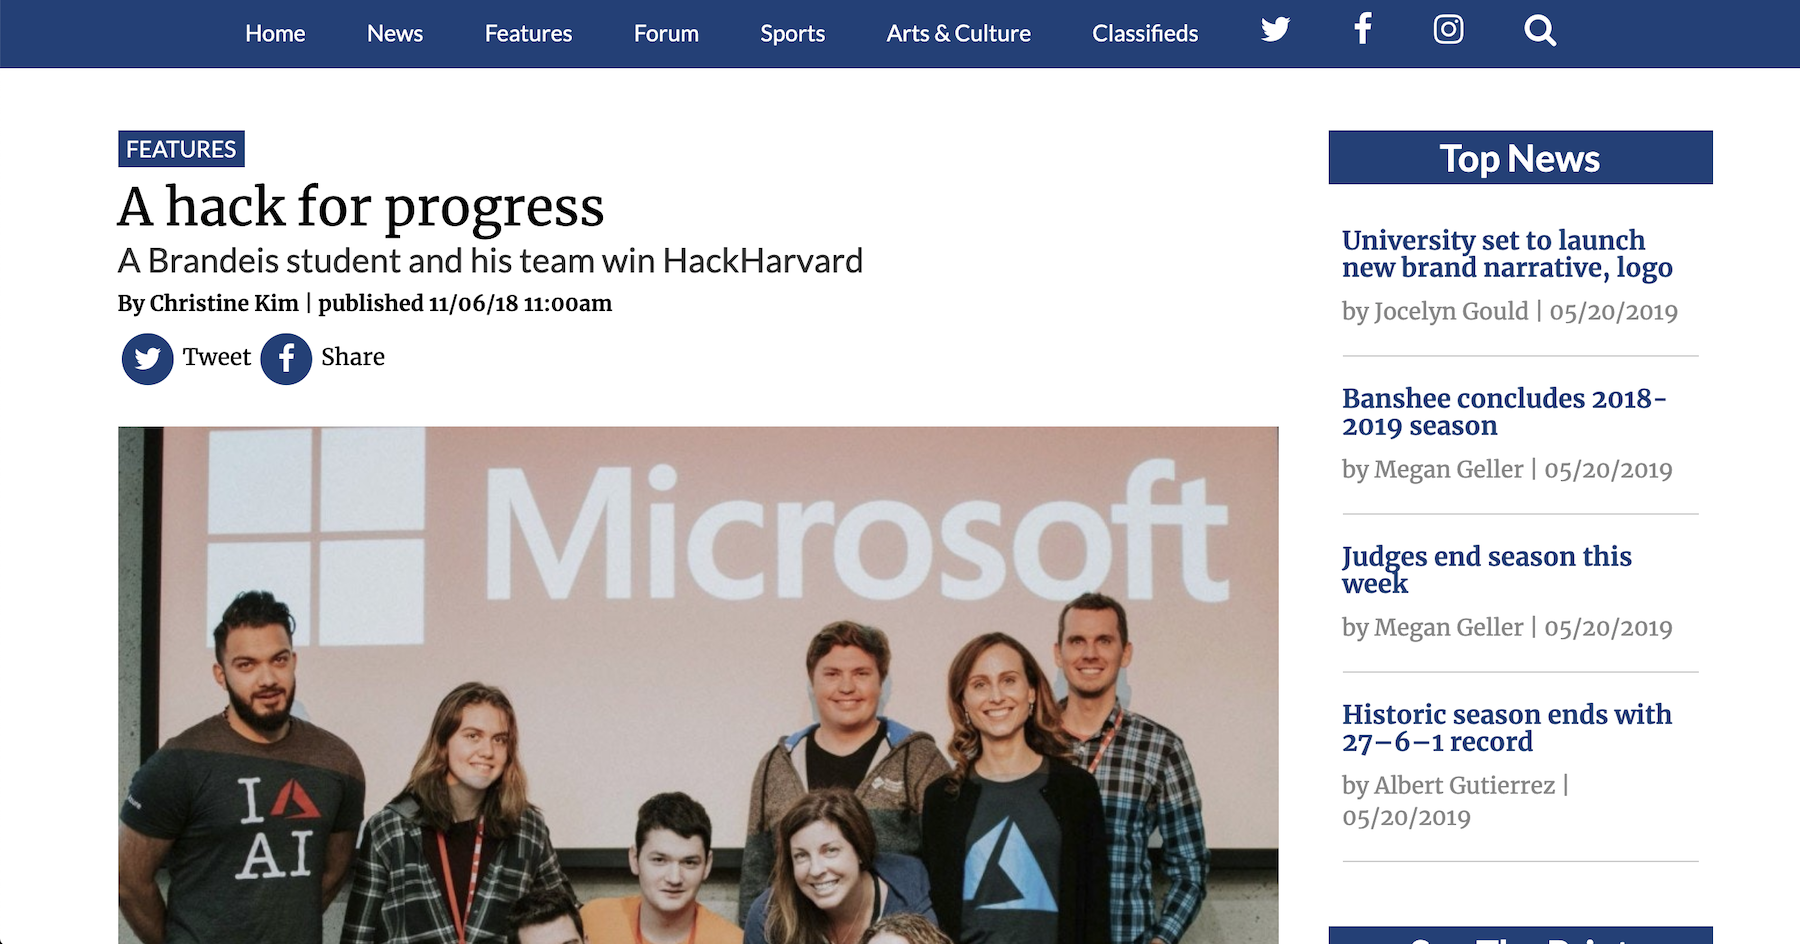 Home News Features Forum Sports Arts & Culture Classifieds
FEATURES
A hack for progress
A Brandeis student and his team win HackHarvard
By Christine Kim | published 11/06/18 11:00am
Tweet Share
Microsoft
I
AI
Top News
University set to launch
new brand narrative, logo
by Jocelyn Gould | 05/20/2019
Banshee concludes 2018-
2019 season
by Megan Geller | 05/20/2019
Judges end season this
week
by Megan Geller | 05/20/2019
Historic season ends with
27–6–1 record
by Albert Gutierrez |
05/20/2019